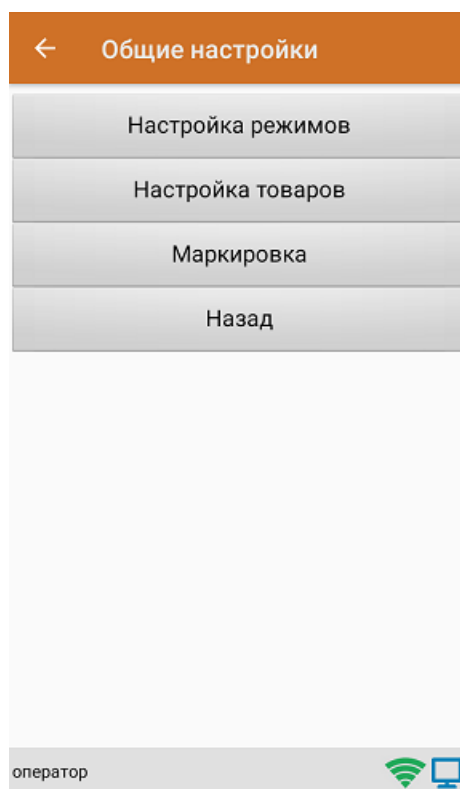 Общие настройки
Настройка режимов
Настройка товаров
Маркировка
Назад
оператор